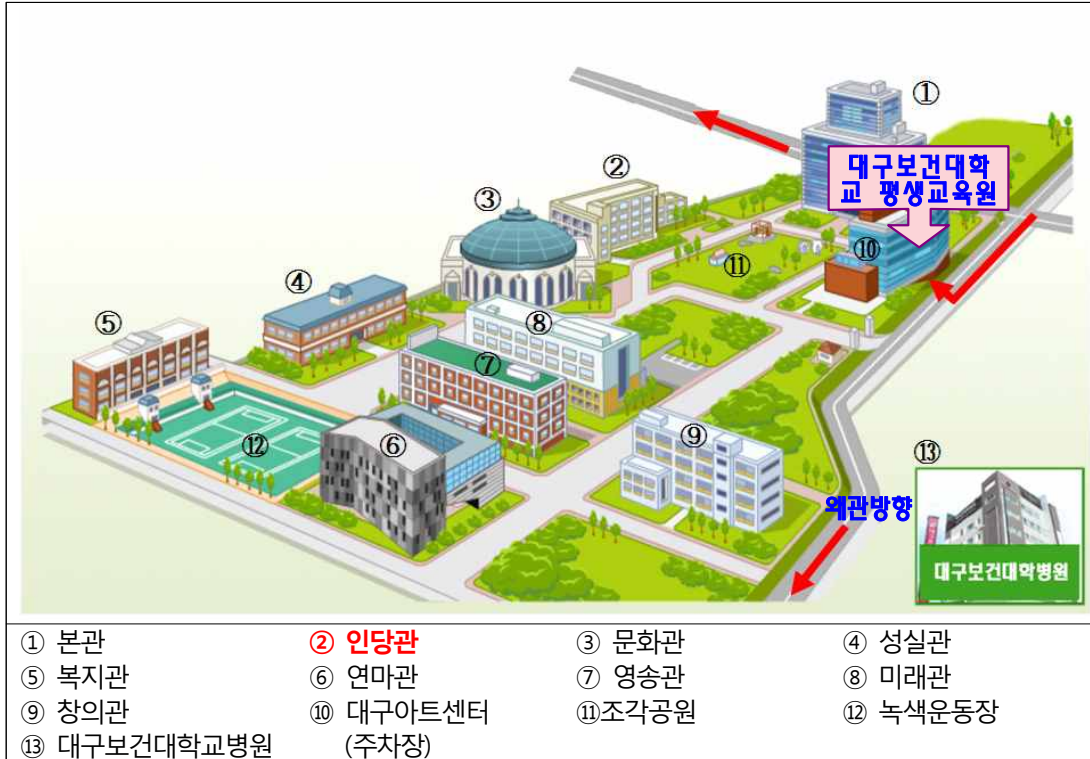 ①
대구보건대학
교 평생교육원
②
③
⑩
⑪
④
⑧
⑤
⑦
⑨
⑫
⑥
⑬
왜관방향
대구보건대학병원
① 본관
② 인당관
③ 문화관
④ 성실관
⑤ 복지관
⑥ 연마관
⑦ 영송관
⑧ 미래관
⑨ 창의관
⑩ 대구아트센터
(주차장)
⑪조각공원
⑫ 녹색운동장
⑬ 대구보건대학교병원